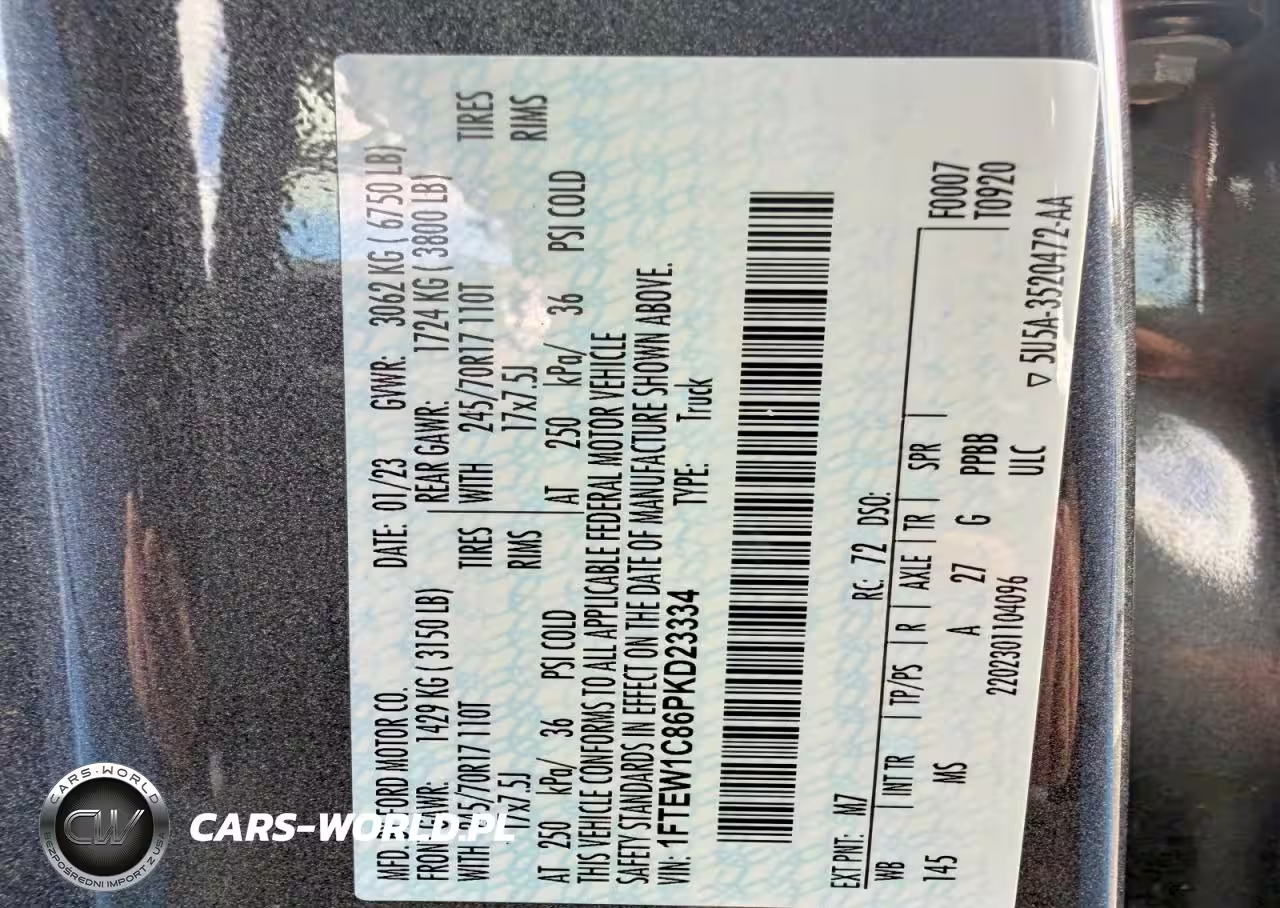 MFD. BY FORD MOTOR CO.
DATE: 01/23 GVWR: 3062 KG ( 6750 LB)
FRONT GAWR: 1429 KG ( 3150 LB) REAR GAWR: 1724 KG ( 3800 LB)
WITH 245/70R17 110T TIRES WITH 245/70R17 110T TIRES
17x7.5J RIMS 17x7.5J RIMS
AT 250 kPa/ 36 PSI COLD AT 250 kPa/ 36 PSI COLD
THIS VEHICLE CONFORMS TO ALL APPLICABLE FEDERAL MOTOR VEHICLE
SAFETY STANDARDS IN EFFECT ON THE DATE OF MANUFACTURE SHOWN ABOVE.
VIN: 1FTEW1C86PKD23334 TYPE: Truck
EXT PNT: M7 RC: 72 DSO:
WB | INT TR | TP/PS | R | AXLE | TR | SPR | F0007
145 MS A 27 G PPBB T0920
2202301104096 ULC
▽ 5U5A-3520472-AA
CARS-WORLD
CW
BEZPOŚREDNI IMPORT Z USA
CARS-WORLD.PL